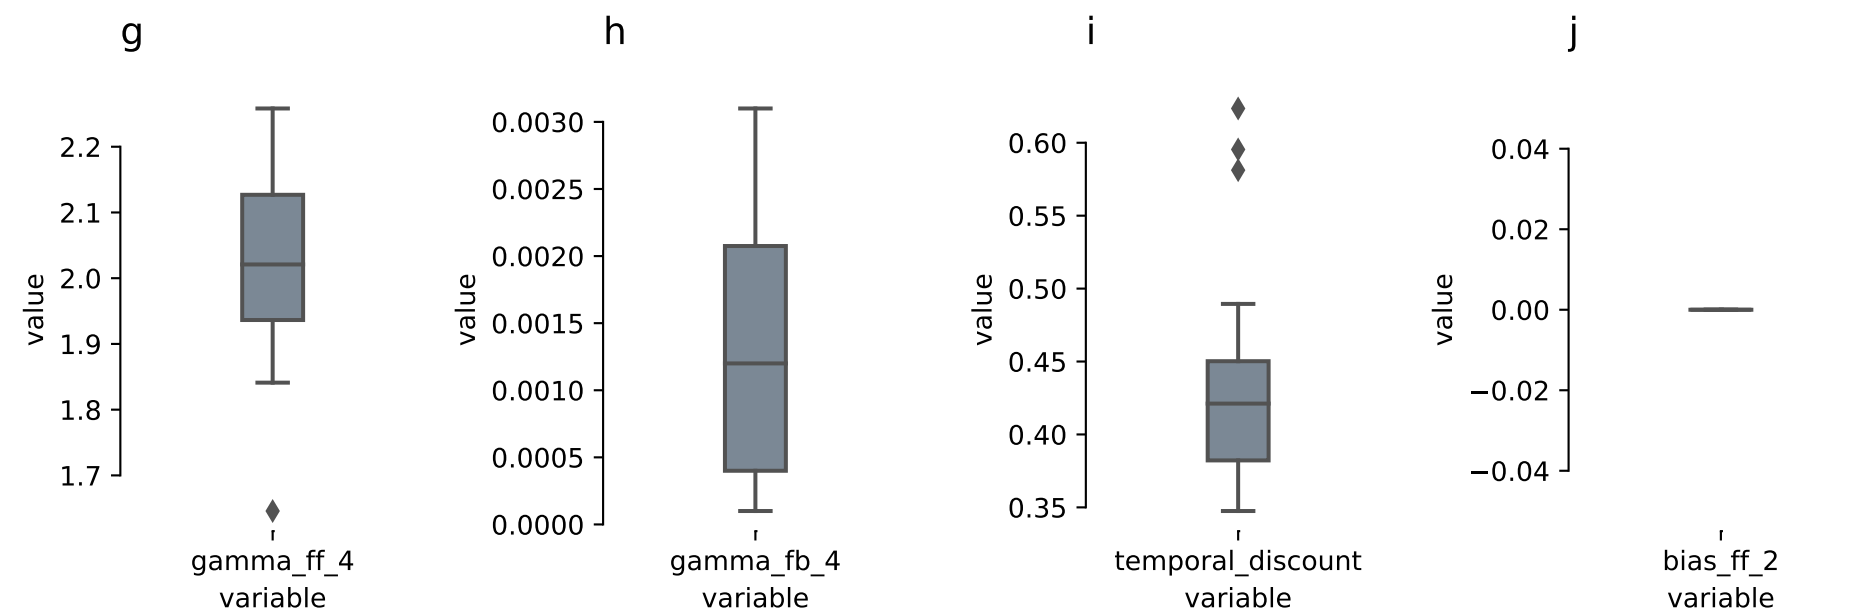 g
h
i
j
2.2
2.1
2.0
1.9
1.8
1.7
value
gamma_ff_4
variable
0.0030
0.0025
0.0020
0.0015
0.0010
0.0005
0.0000
value
gamma_fb_4
variable
0.60
0.55
0.50
0.45
0.40
0.35
value
temporal_discount
variable
0.04
0.02
0.00
−0.02
−0.04
value
bias_ff_2
variable